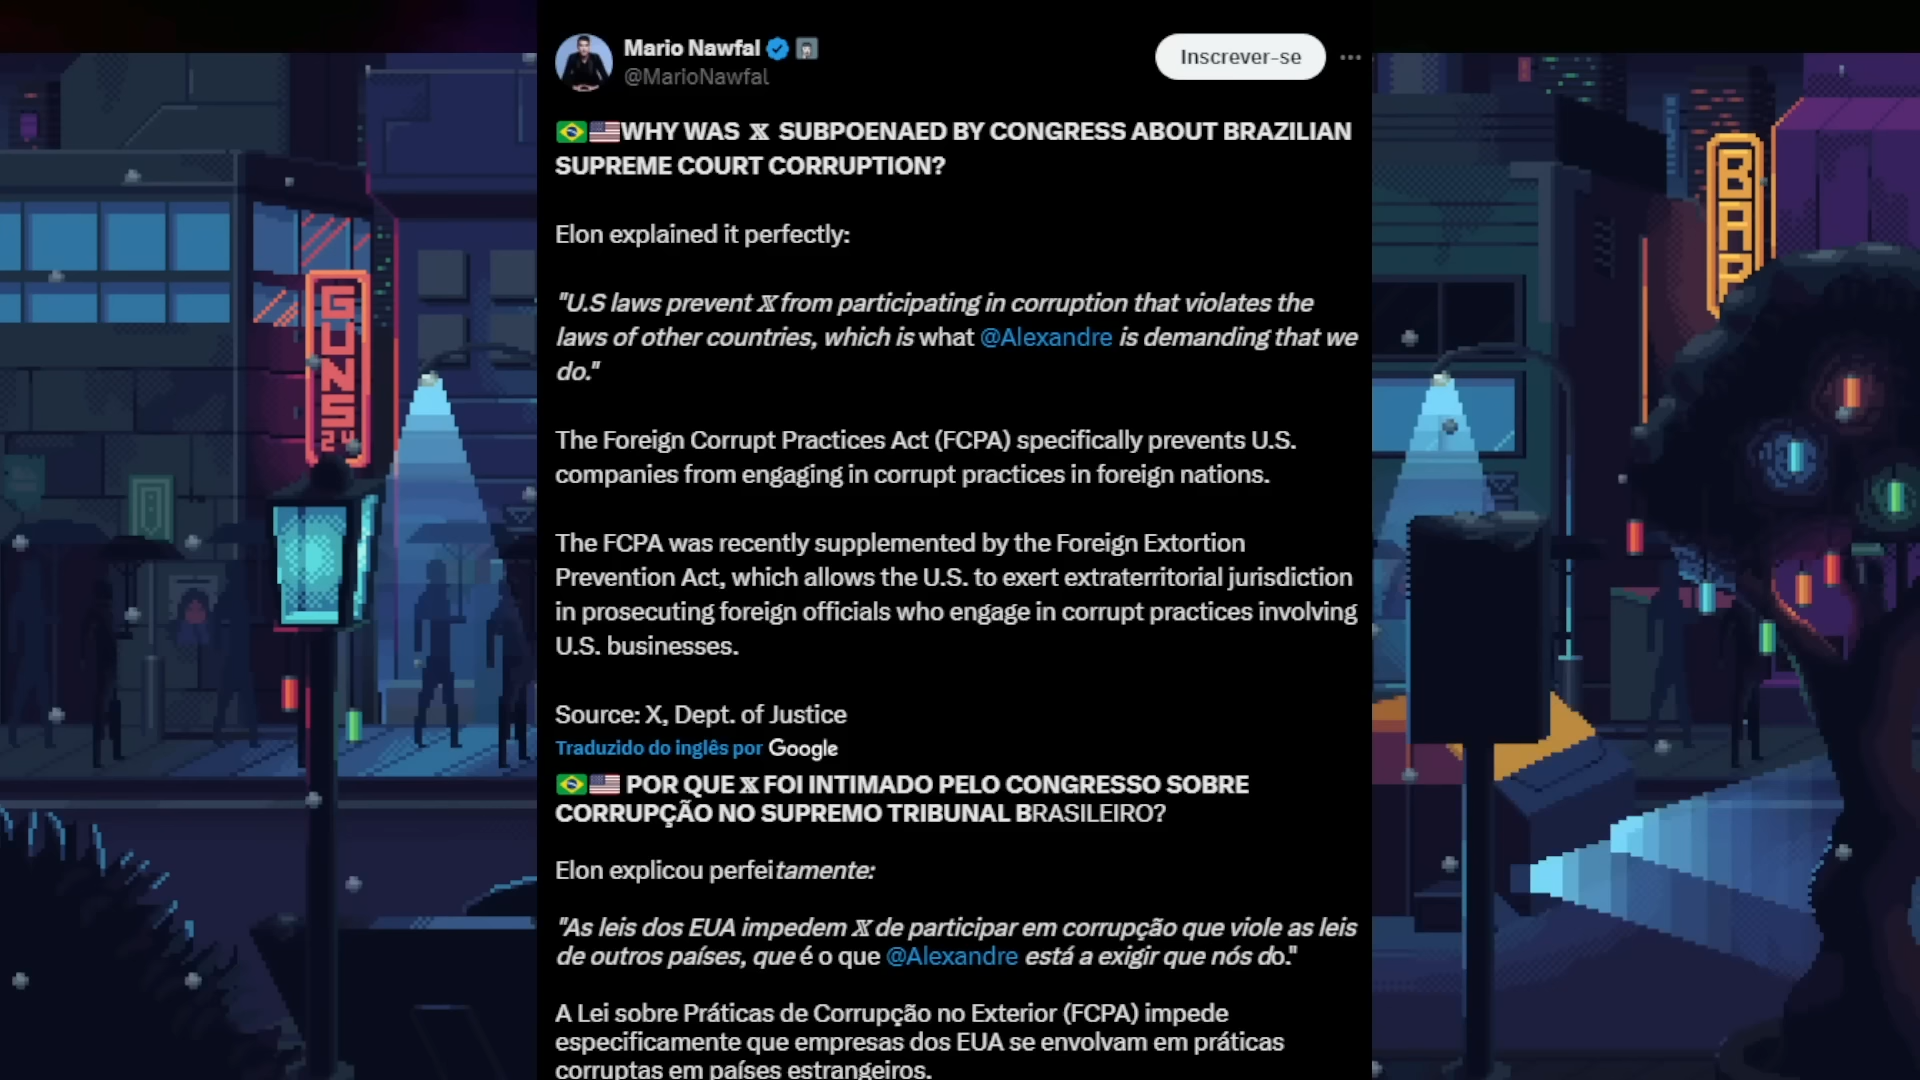 Mario Nawfal
@MarioNawfal
Inscrever-se
🇧🇷🇺🇸WHY WAS 𝕏 SUBPOENAED BY CONGRESS ABOUT BRAZILIAN
SUPREME COURT CORRUPTION?
Elon explained it perfectly:
"U.S laws prevent 𝕏 from participating in corruption that violates the
laws of other countries, which is what @Alexandre is demanding that we
do."
The Foreign Corrupt Practices Act (FCPA) specifically prevents U.S.
companies from engaging in corrupt practices in foreign nations.
The FCPA was recently supplemented by the Foreign Extortion
Prevention Act, which allows the U.S. to exert extraterritorial jurisdiction
in prosecuting foreign officials who engage in corrupt practices involving
U.S. businesses.
Source: X, Dept. of Justice
Traduzido do inglês por Google
🇧🇷🇺🇸 POR QUE 𝕏 FOI INTIMADO PELO CONGRESSO SOBRE
CORRUPÇÃO NO SUPREMO TRIBUNAL BRASILEIRO?
Elon explicou perfeitamente:
"As leis dos EUA impedem 𝕏 de participar em corrupção que viole as leis
de outros países, que é o que @Alexandre está a exigir que nós do."
A Lei sobre Práticas de Corrupção no Exterior (FCPA) impede
especificamente que empresas dos EUA se envolvam em práticas
corruptas em países estrangeiros.
GUNS
24
BAR